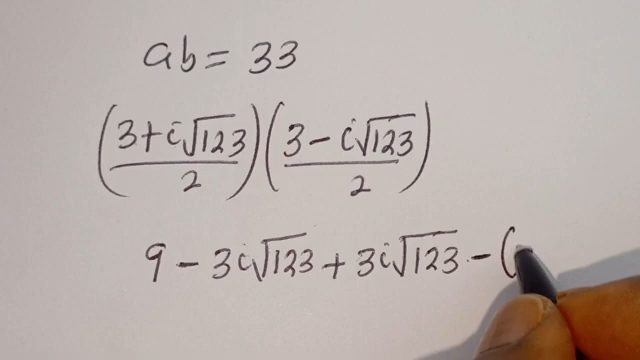 ab = 33
((3+i√123)/2)((3-i√123)/2)
9 - 3i√123 + 3i√123 - (